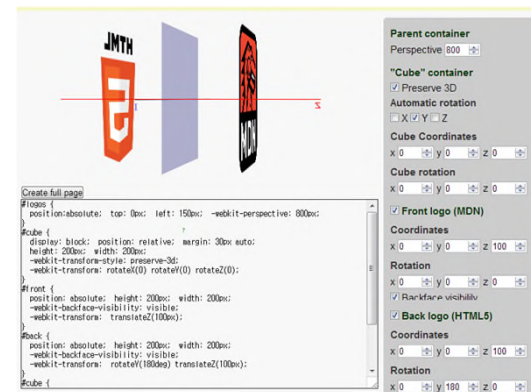 HTML
MDN
Z
Create full page
#logos {
position:absolute; top: 0px; left: 150px; -webkit-perspective: 800px;
}
#cube {
display: block; position: relative; margin: 30px auto;
height: 200px; width: 200px;
-webkit-transform-style: preserve-3d;
-webkit-transform: rotateX(0) rotateY(0) rotateZ(0);
}
#front {
position: absolute; height: 200px; width: 200px;
-webkit-backface-visibility: visible;
-webkit-transform: translateZ(100px);
}
#back {
position: absolute; height: 200px; width: 200px;
-webkit-backface-visibility: visible;
-webkit-transform: rotateY(180deg) translateZ(100px);
}
#cube {
Parent container
Perspective 800
"Cube" container
Preserve 3D
Automatic rotation
X Y Z
Cube Coordinates
x 0 y 0 z 0
Cube rotation
x 0 y 0 z 0
Front logo (MDN)
Coordinates
x 0 y 0 z 100
Rotation
x 0 y 0 z 0
Backface visibility
Back logo (HTML5)
Coordinates
x 0 y 0 z 100
Rotation
x 0 y 180 z 0